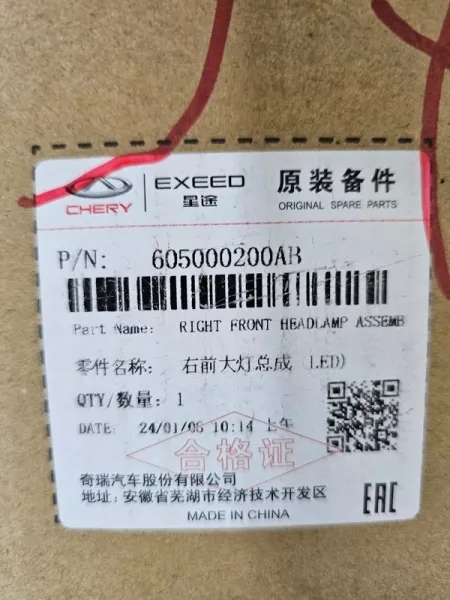 CHERY
EXEED
星途
原装备件
ORIGINAL SPARE PARTS
P/N: 605000200AB
Part Name: RIGHT FRONT HEADLAMP ASSEMB
零件名称: 右前大灯总成 (LED)
QTY/数量: 1
DATE: 24/01/08 10:14 上午
合格证
奇瑞汽车股份有限公司
地址: 安徽省芜湖市经济技术开发区
MADE IN CHINA
EAC